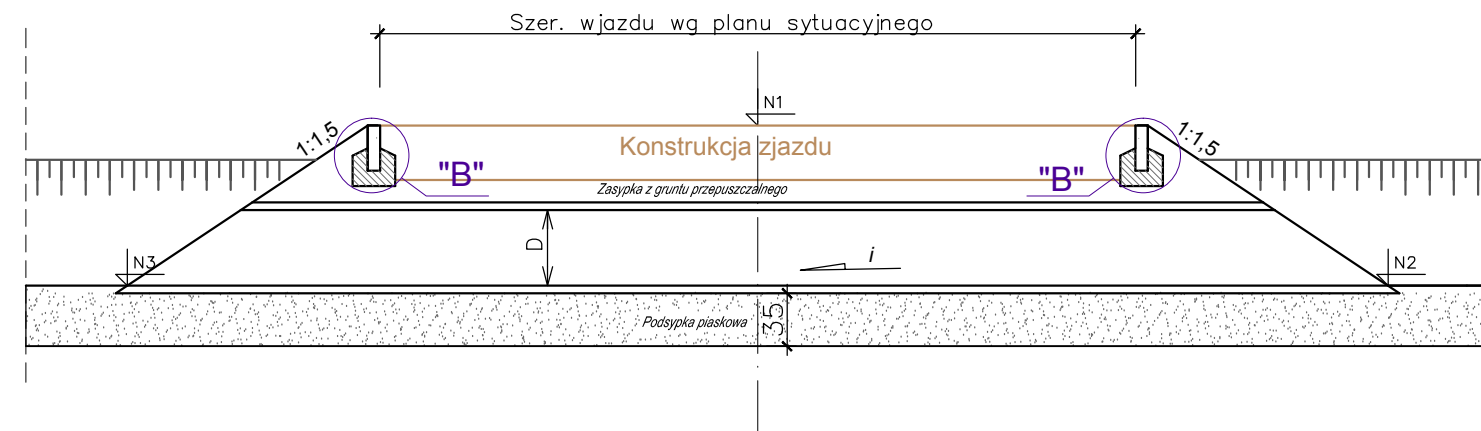 Szer. wjazdu wg planu sytuacyjnego
N1
1:1,5
1:1,5
Konstrukcja zjazdu
"B"
"B"
Zasypka z gruntu przepuszczalnego
D
i
N3
N2
Podsypka piaskowa
35